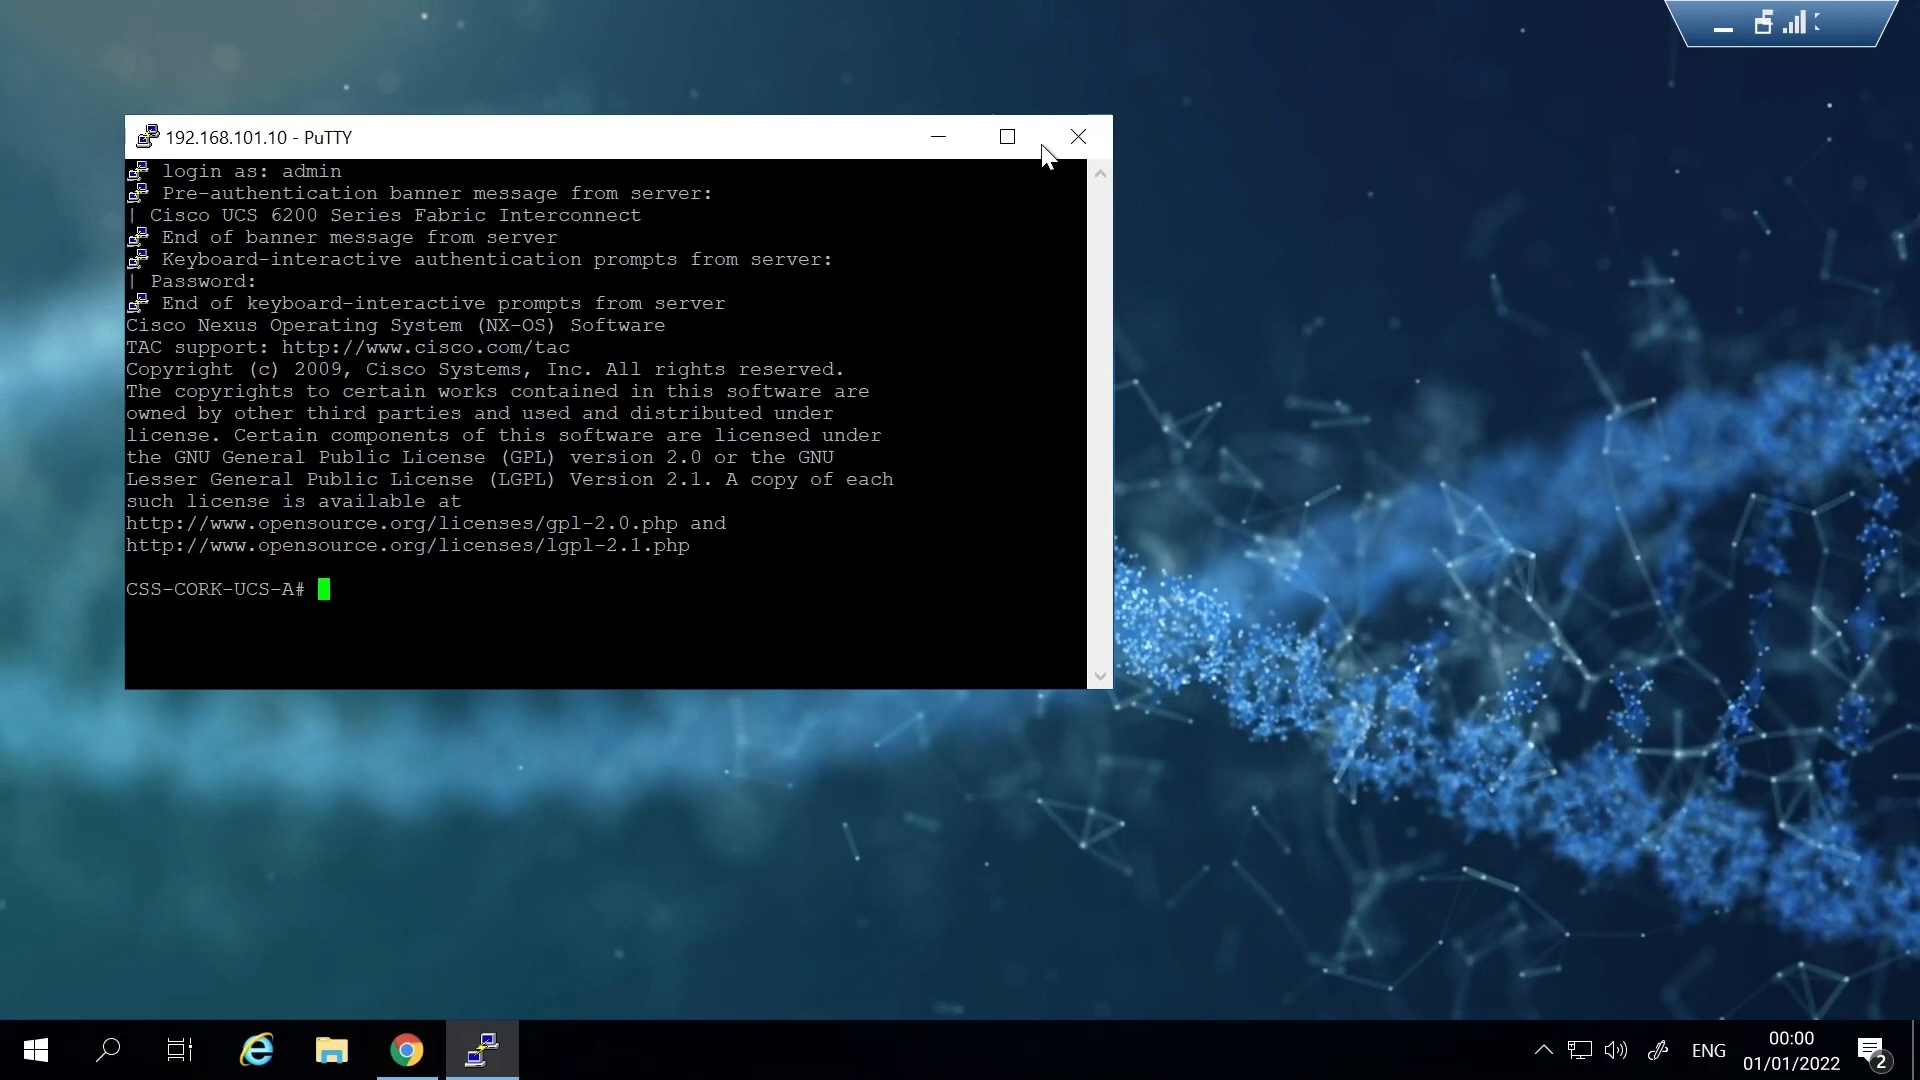 192.168.101.10 - PuTTY
login as: admin
Pre-authentication banner message from server:
| Cisco UCS 6200 Series Fabric Interconnect
End of banner message from server
Keyboard-interactive authentication prompts from server:
| Password:
End of keyboard-interactive prompts from server
Cisco Nexus Operating System (NX-OS) Software
TAC support: http://www.cisco.com/tac
Copyright (c) 2009, Cisco Systems, Inc. All rights reserved.
The copyrights to certain works contained in this software are
owned by other third parties and used and distributed under
license. Certain components of this software are licensed under
the GNU General Public License (GPL) version 2.0 or the GNU
Lesser General Public License (LGPL) Version 2.1. A copy of each
such license is available at
http://www.opensource.org/licenses/gpl-2.0.php and
http://www.opensource.org/licenses/lgpl-2.1.php
CSS-CORK-UCS-A#
ENG
00:00
01/01/2022
2